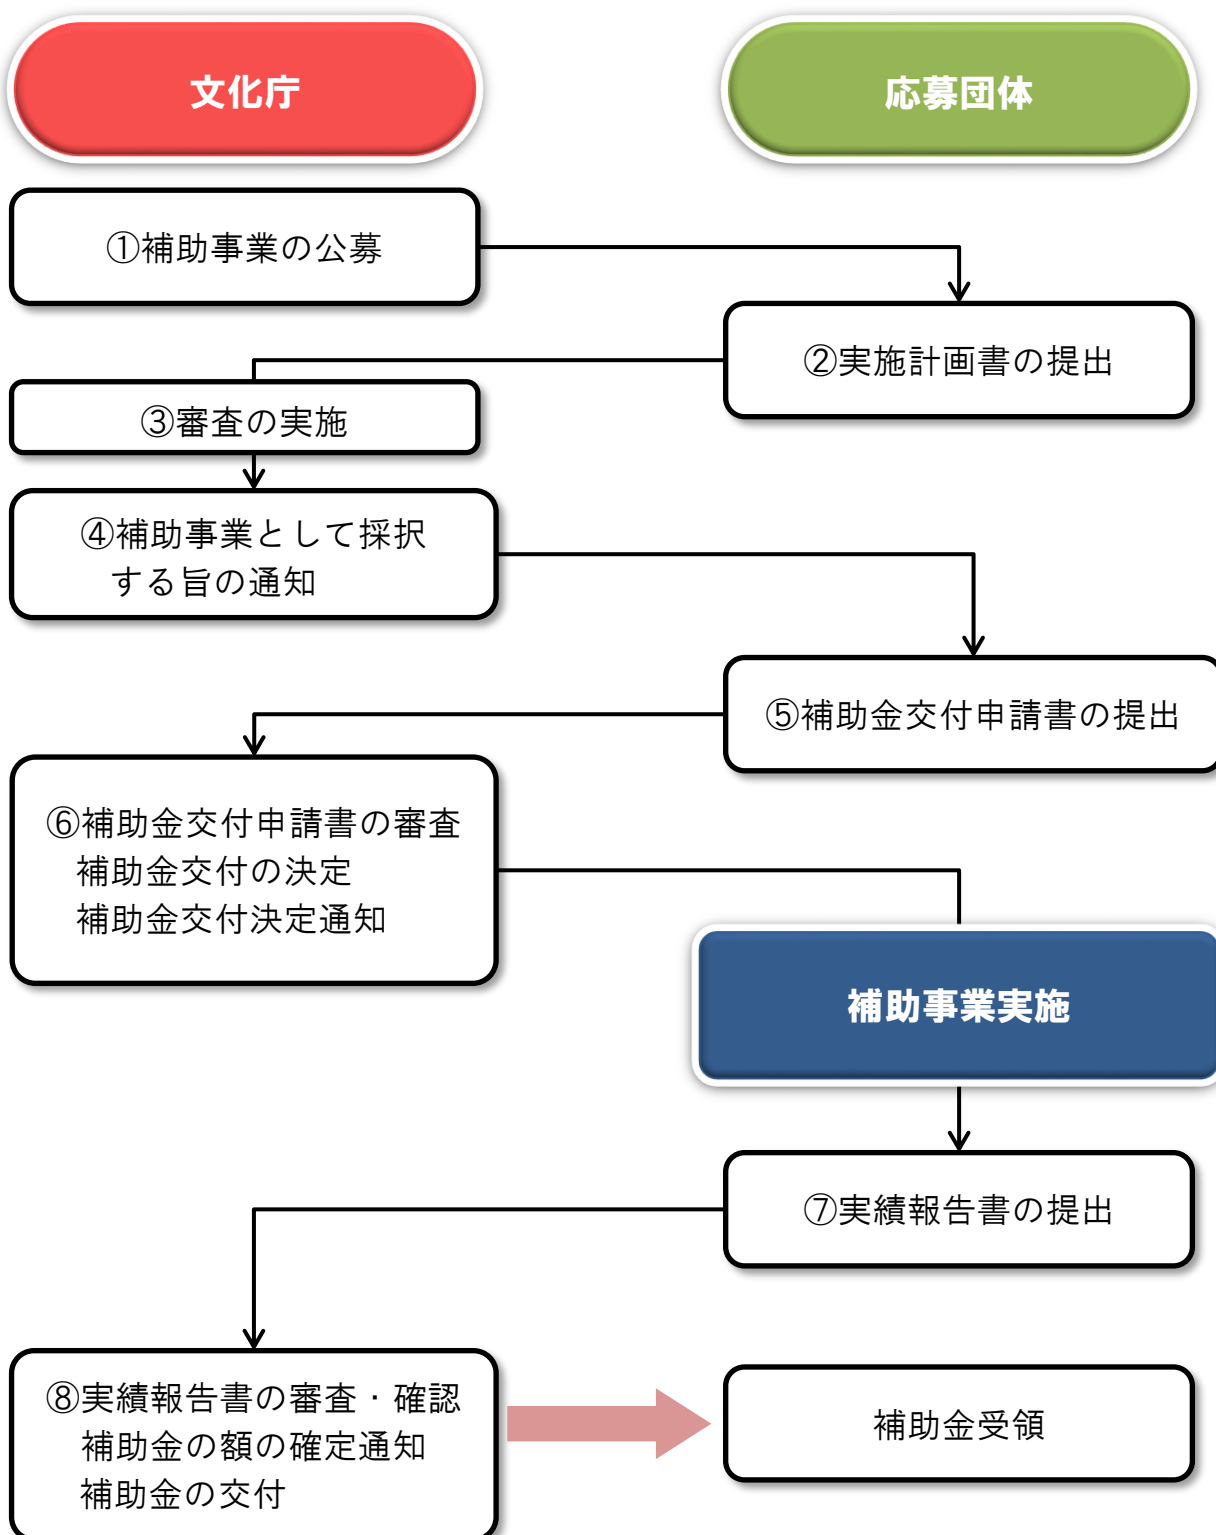 文化庁
応募団体
①補助事業の公募
②実施計画書の提出
③審査の実施
④補助事業として採択
する旨の通知
⑤補助金交付申請書の提出
⑥補助金交付申請書の審査
補助金交付の決定
補助金交付決定通知
補助事業実施
⑦実績報告書の提出
⑧実績報告書の審査・確認
補助金の額の確定通知
補助金の交付
補助金受領